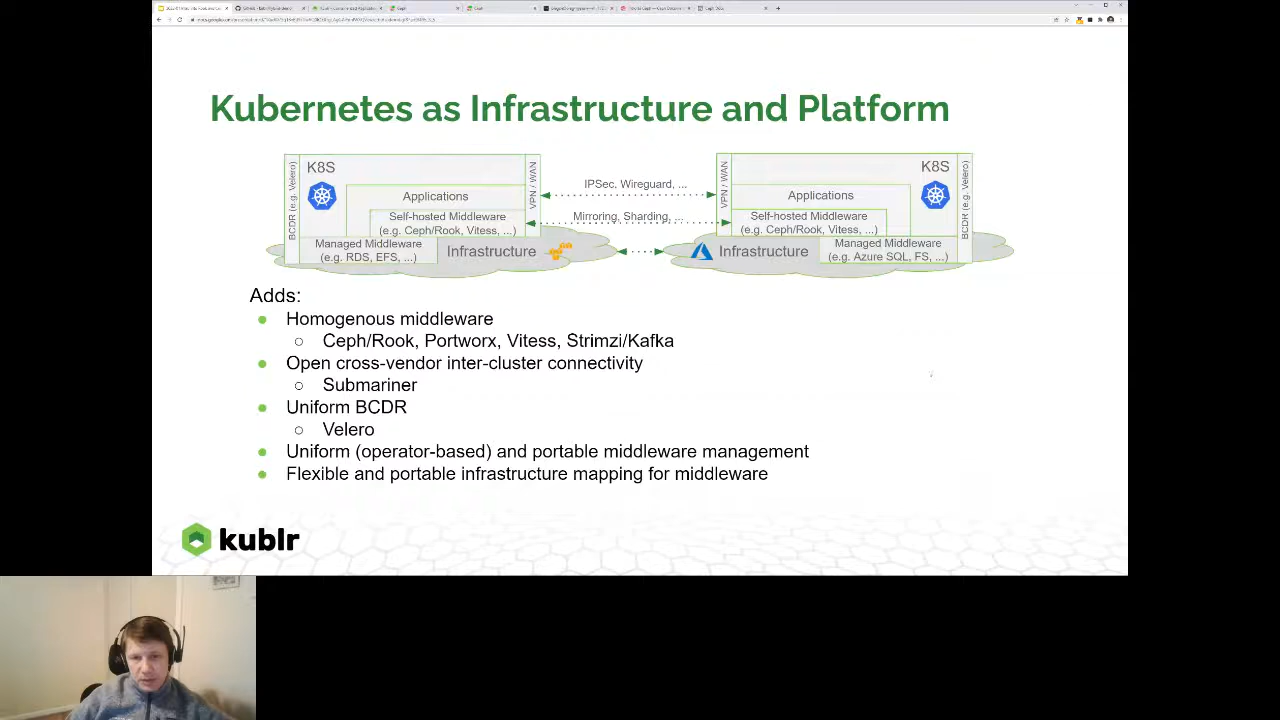 Kubernetes as Infrastructure and Platform
BCDR (e.g. Velero)
K8S
Applications
Self-hosted Middleware
(e.g. Ceph/Rook, Vitess, ...)
Managed Middleware
(e.g. RDS, EFS, ...)
Infrastructure
VPN / WAN
IPSec, Wireguard, ...
Mirroring, Sharding, ...
VPN / WAN
K8S
Applications
Self-hosted Middleware
(e.g. Ceph/Rook, Vitess, ...)
Infrastructure
Managed Middleware
(e.g. Azure SQL, FS, ...)
BCDR (e.g. Velero)
Adds:
Homogenous middleware
Ceph/Rook, Portworx, Vitess, Strimzi/Kafka
Open cross-vendor inter-cluster connectivity
Submariner
Uniform BCDR
Velero
Uniform (operator-based) and portable middleware management
Flexible and portable infrastructure mapping for middleware
kublr